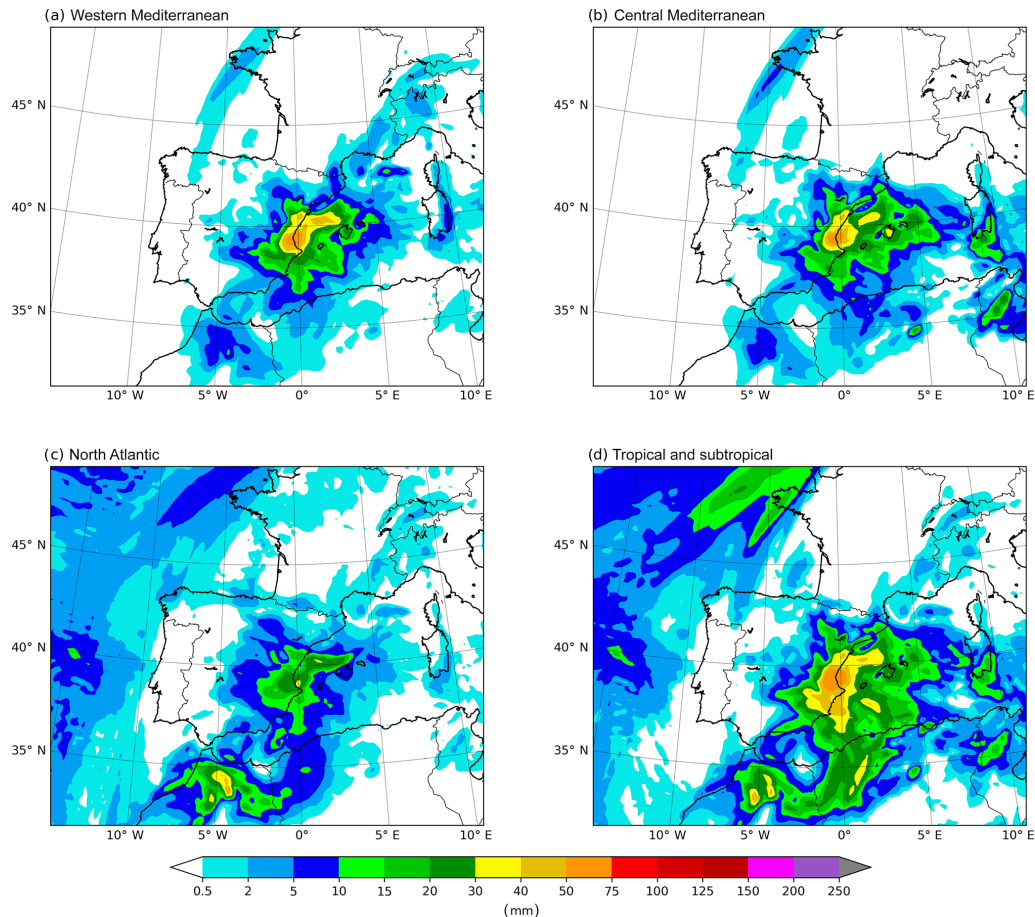 (a) Western Mediterranean
(b) Central Mediterranean
45° N
40° N
35° N
10° W
5° W
0°
5° E
10° E
45° N
40° N
35° N
10° W
5° W
0°
5° E
10° E
(c) North Atlantic
(d) Tropical and subtropical
45° N
40° N
35° N
10° W
5° W
0°
5° E
10° E
45° N
40° N
35° N
10° W
5° W
0°
5° E
10° E
0.5 2 5 10 15 20 30 40 50 75 100 125 150 200 250
(mm)